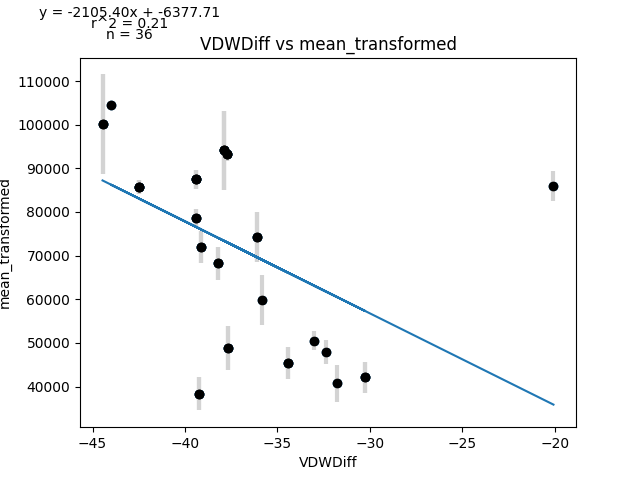 y = -2105.40x + -6377.71
r^2 = 0.21
n = 36
VDWDiff vs mean_transformed
110000
100000
90000
80000
70000
60000
50000
40000
mean_transformed
−45
−40
−35
−30
−25
−20
VDWDiff